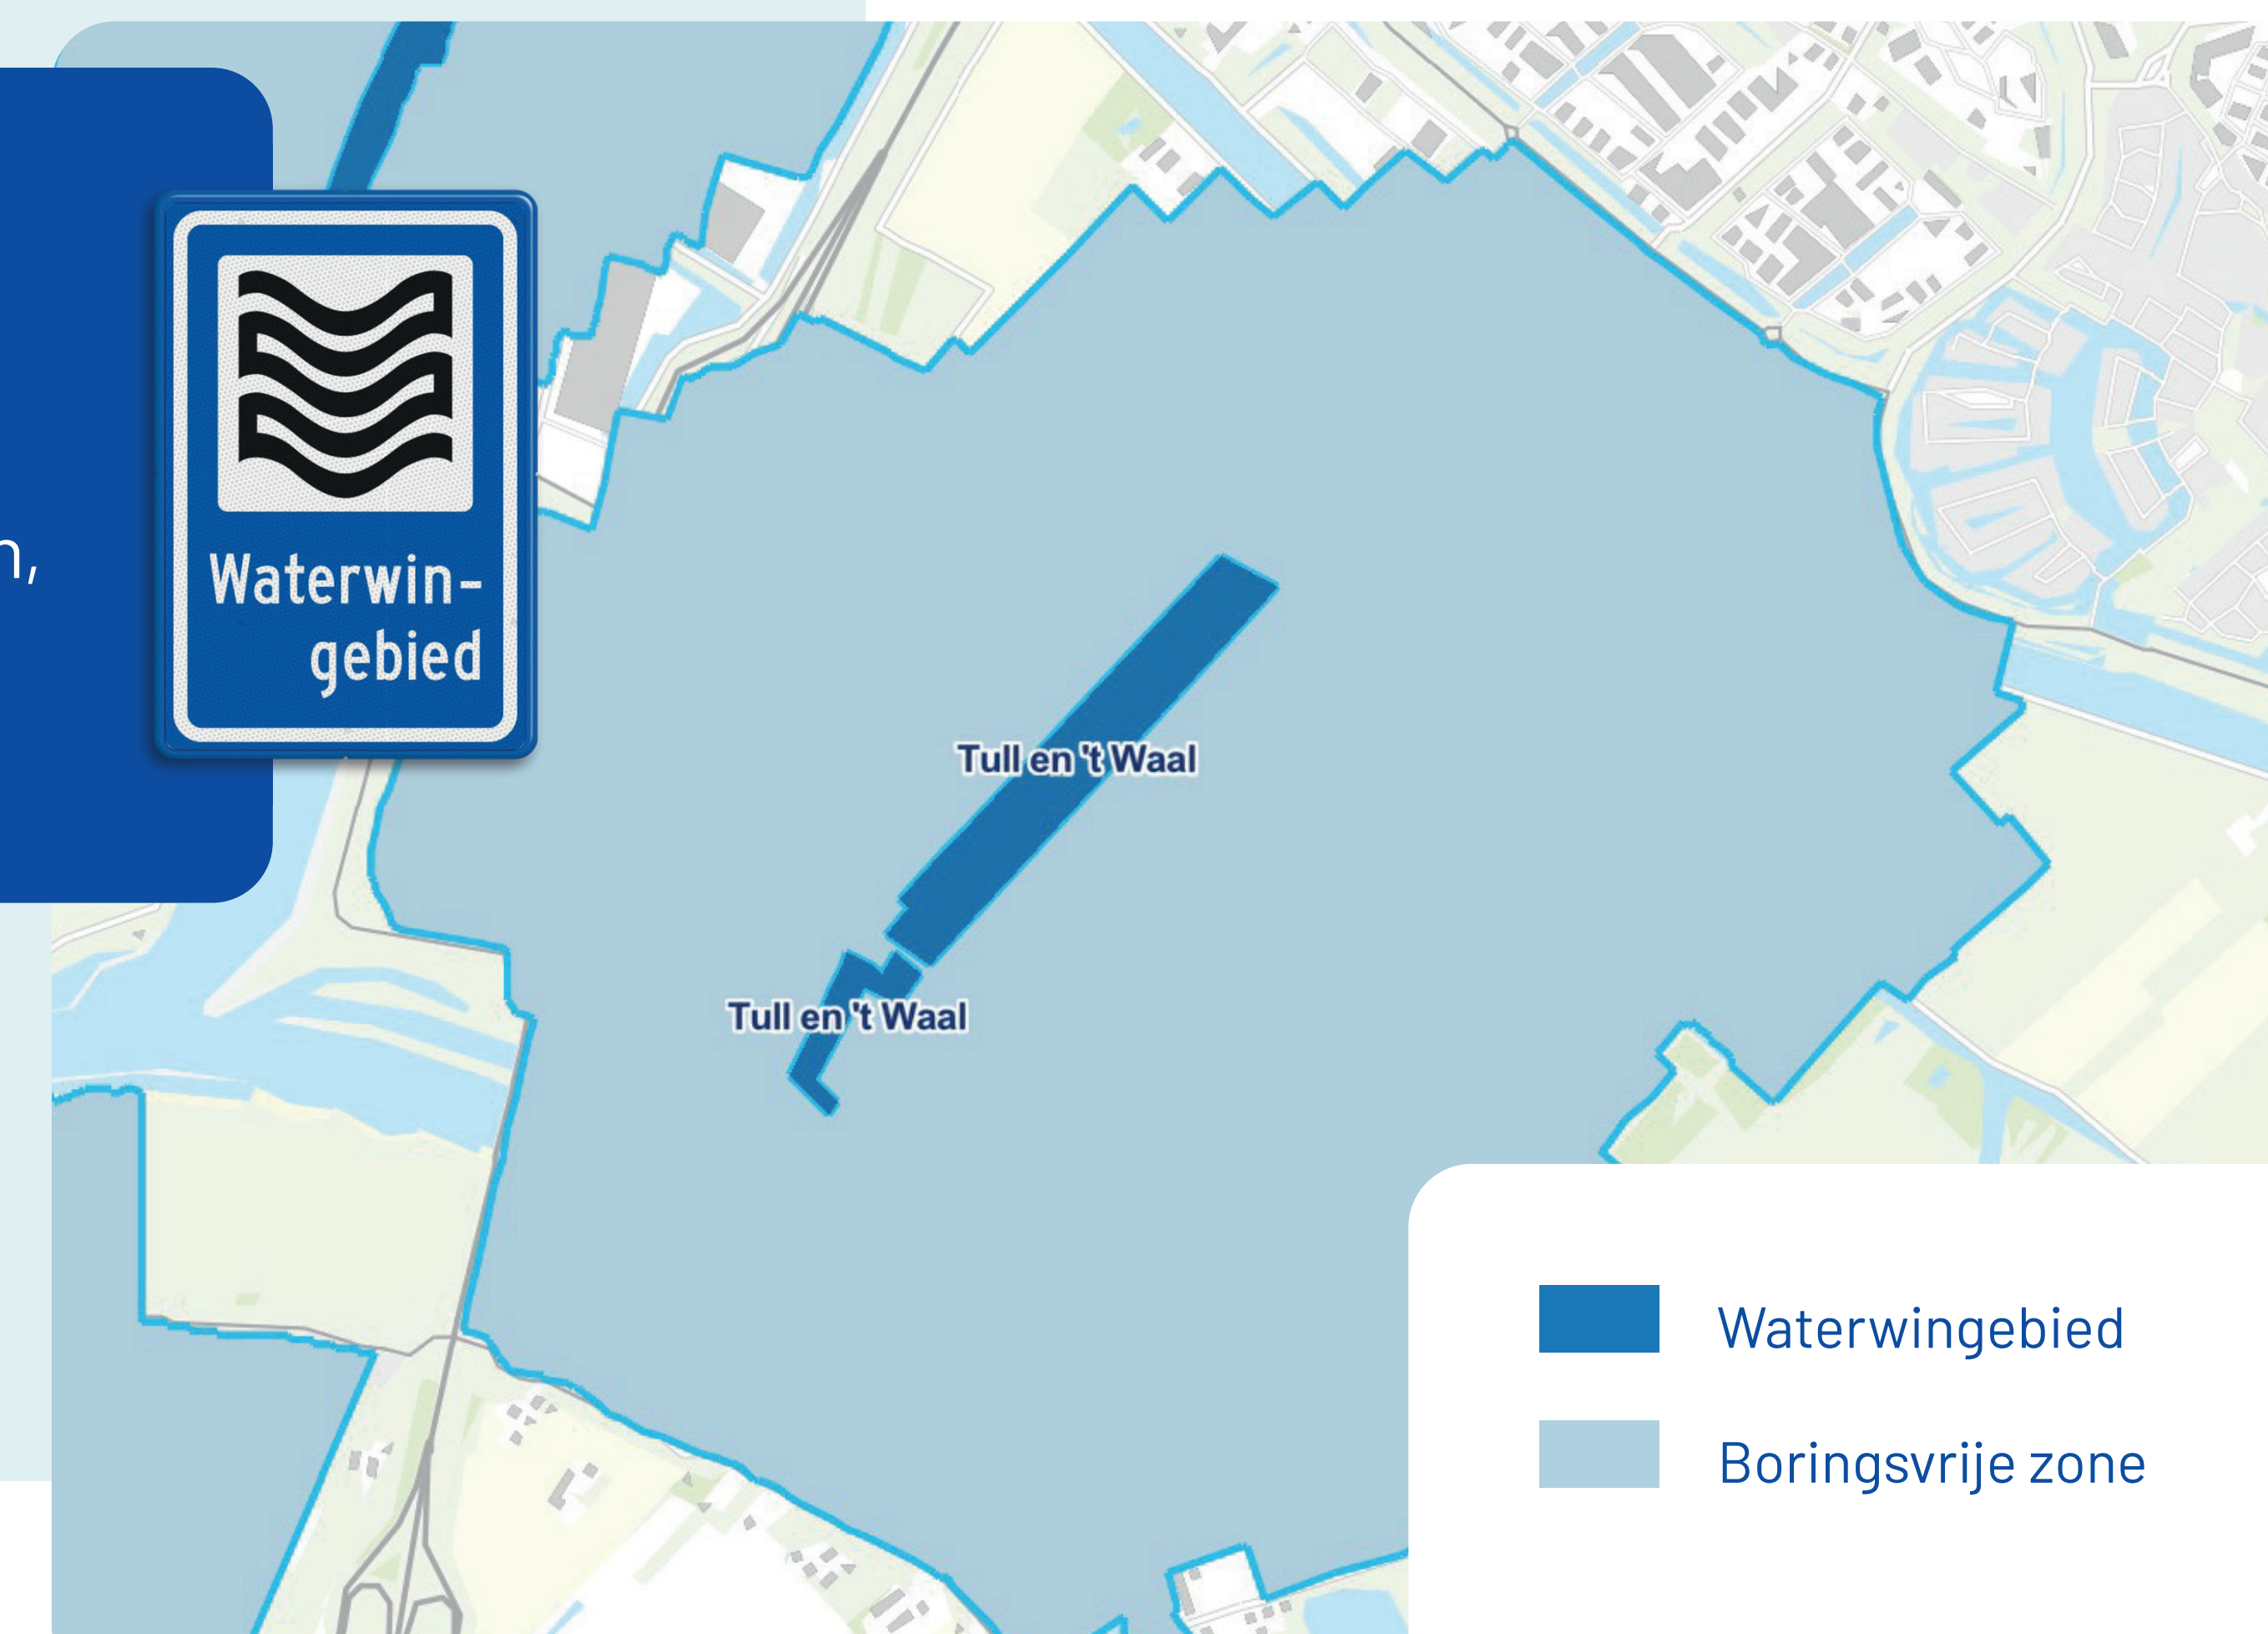 n,
Waterwin-
gebied
Tull en 't Waal
Tull en 't Waal
Waterwingebied
Boringsvrije zone